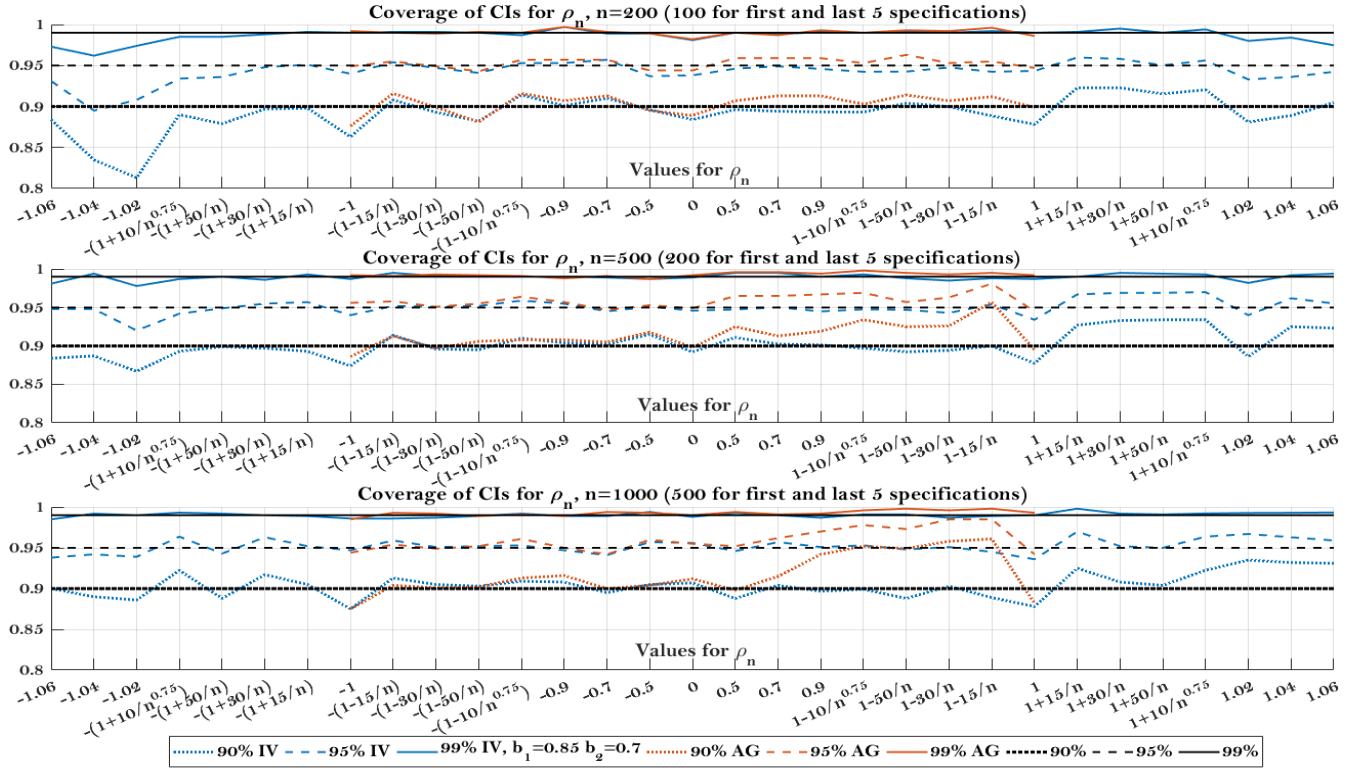 Coverage of CIs for ρn, n=200 (100 for first and last 5 specifications)
1
0.95
0.9
0.85
0.8
Values for ρn
-1.06
-1.04
-1.02
-(1+10/n^0.75)
-(1+50/n)
-(1+30/n)
-(1+15/n)
-1
-(1-15/n)
-(1-30/n)
-(1-50/n)
-(1-10/n^0.75)
-0.9
-0.7
-0.5
0
0.5
0.7
0.9
1-10/n^0.75
1-50/n
1-30/n
1-15/n
1
1+15/n
1+30/n
1+50/n
1+10/n^0.75
1.02
1.04
1.06
Coverage of CIs for ρn, n=500 (200 for first and last 5 specifications)
1
0.95
0.9
0.85
0.8
Values for ρn
-1.06
-1.04
-1.02
-(1+10/n^0.75)
-(1+50/n)
-(1+30/n)
-(1+15/n)
-1
-(1-15/n)
-(1-30/n)
-(1-50/n)
-(1-10/n^0.75)
-0.9
-0.7
-0.5
0
0.5
0.7
0.9
1-10/n^0.75
1-50/n
1-30/n
1-15/n
1
1+15/n
1+30/n
1+50/n
1+10/n^0.75
1.02
1.04
1.06
Coverage of CIs for ρn, n=1000 (500 for first and last 5 specifications)
1
0.95
0.9
0.85
0.8
Values for ρn
-1.06
-1.04
-1.02
-(1+10/n^0.75)
-(1+50/n)
-(1+30/n)
-(1+15/n)
-1
-(1-15/n)
-(1-30/n)
-(1-50/n)
-(1-10/n^0.75)
-0.9
-0.7
-0.5
0
0.5
0.7
0.9
1-10/n^0.75
1-50/n
1-30/n
1-15/n
1
1+15/n
1+30/n
1+50/n
1+10/n^0.75
1.02
1.04
1.06
90% IV 95% IV 99% IV, b1=0.85 b2=0.7 90% AG 95% AG 99% AG 90% 95% 99%